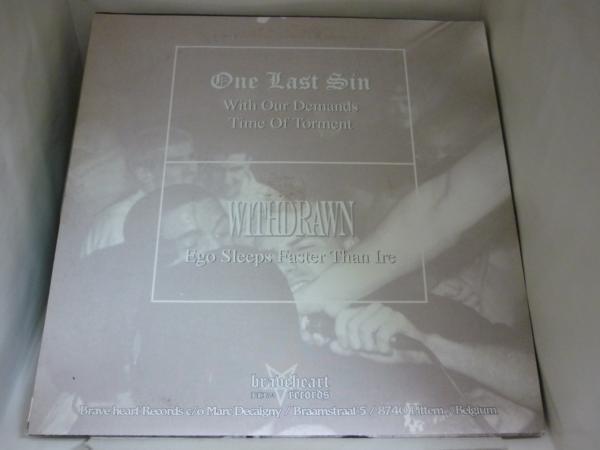 One Last Sin
With Our Demands
Time Of Torment
WITHDRAWN
Ego Sleeps Faster Than Ire
braveheart
records
Brave heart Records c/o Marc Decaigny / Braamstraat 5 / 8740 Pittem , Belgium